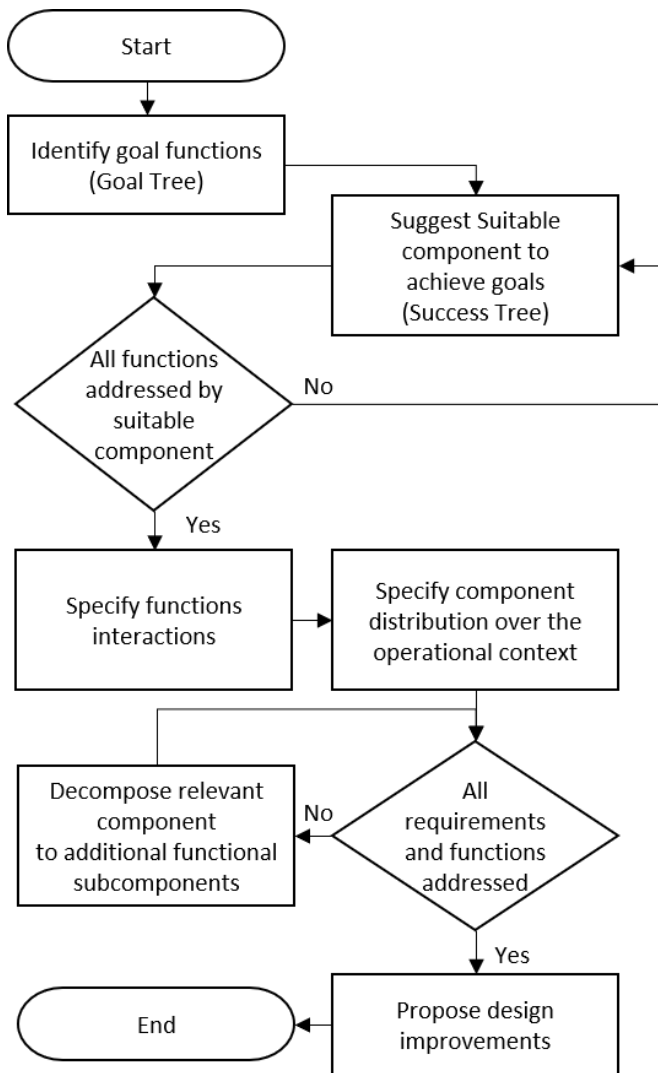 Start
Identify goal functions
(Goal Tree)
Suggest Suitable
component to
achieve goals
(Success Tree)
All functions
addressed by
suitable
component
No
Yes
Specify functions
interactions
Specify component
distribution over the
operational context
Decompose relevant
component
to additional functional
subcomponents
No
All
requirements
and functions
addressed
Yes
Propose design
improvements
End